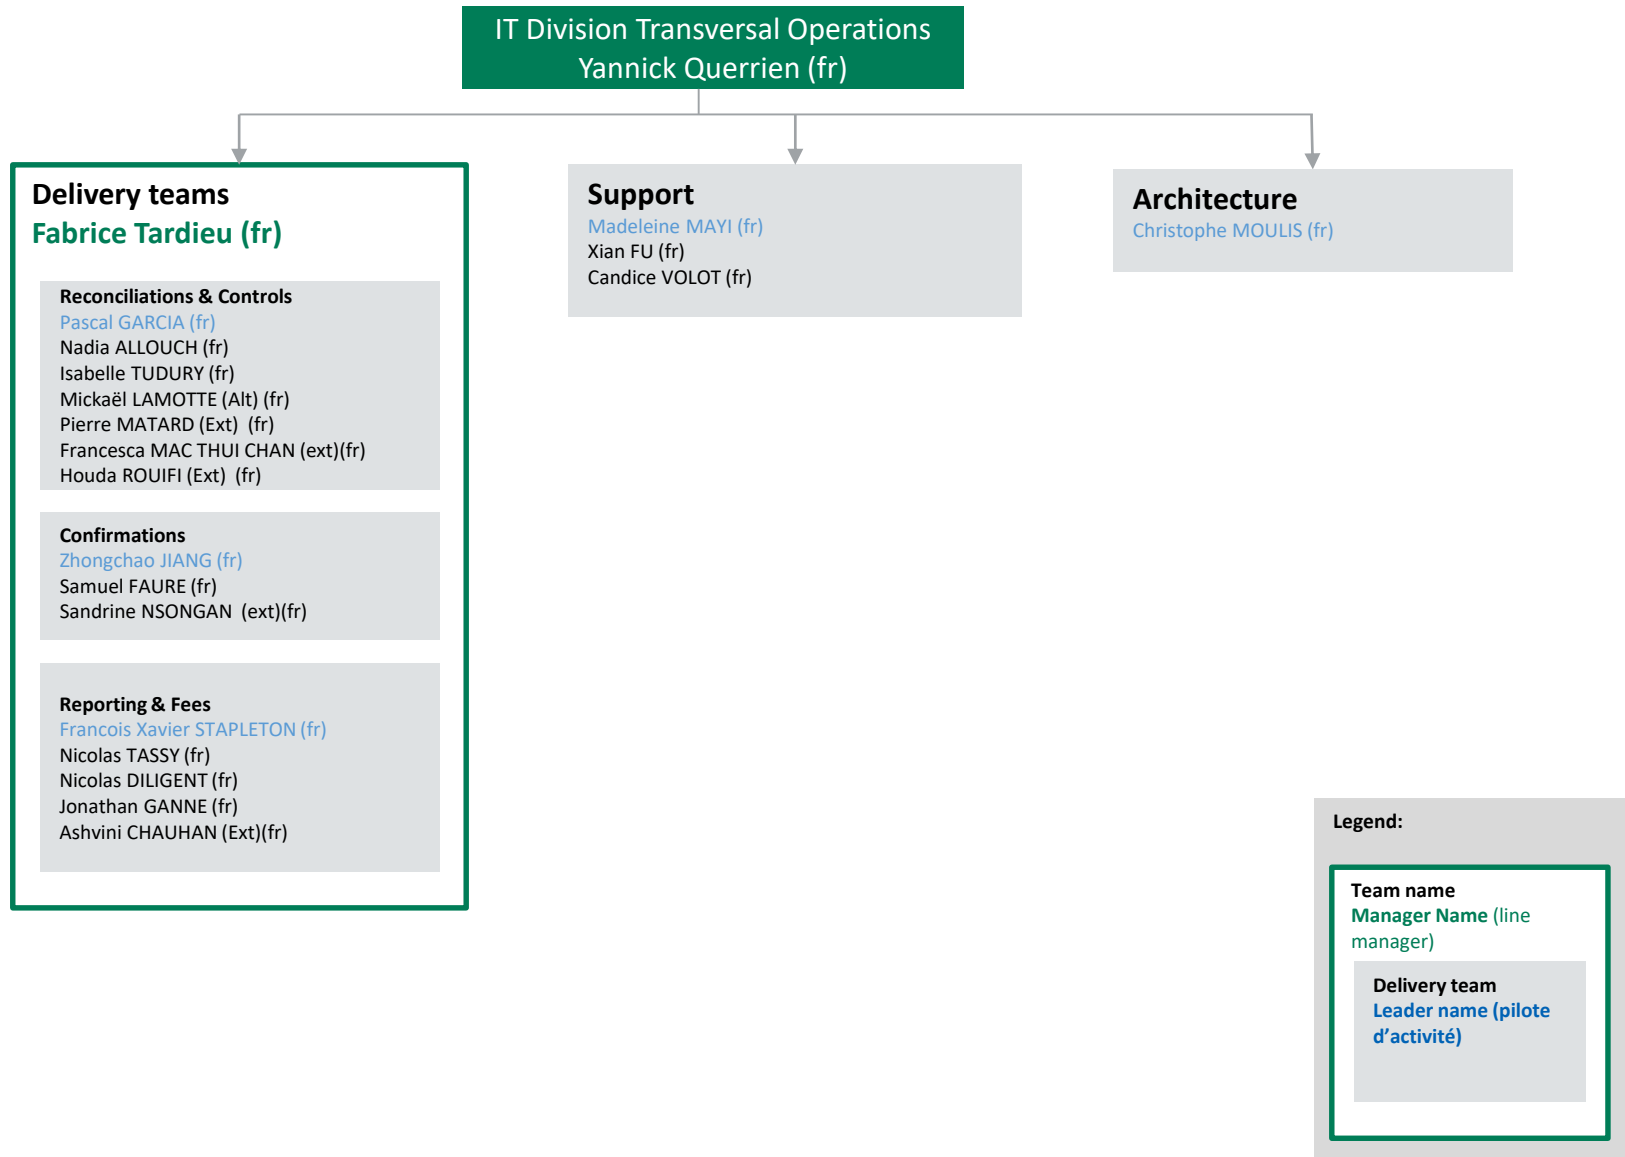 IT Division Transversal Operations
Yannick Querrien (fr)
Delivery teams
Fabrice Tardieu (fr)
Reconciliations & Controls
Pascal GARCIA (fr)
Nadia ALLOUCH (fr)
Isabelle TUDURY (fr)
Mickaël LAMOTTE (Alt) (fr)
Pierre MATARD (Ext) (fr)
Francesca MAC THUI CHAN (ext)(fr)
Houda ROUIFI (Ext) (fr)
Confirmations
Zhongchao JIANG (fr)
Samuel FAURE (fr)
Sandrine NSONGAN (ext)(fr)
Reporting & Fees
Francois Xavier STAPLETON (fr)
Nicolas TASSY (fr)
Nicolas DILIGENT (fr)
Jonathan GANNE (fr)
Ashvini CHAUHAN (Ext)(fr)
Support
Madeleine MAYI (fr)
Xian FU (fr)
Candice VOLOT (fr)
Architecture
Christophe MOULIS (fr)
Legend:
Team name
Manager Name (line
manager)
Delivery team
Leader name (pilote
d’activité)